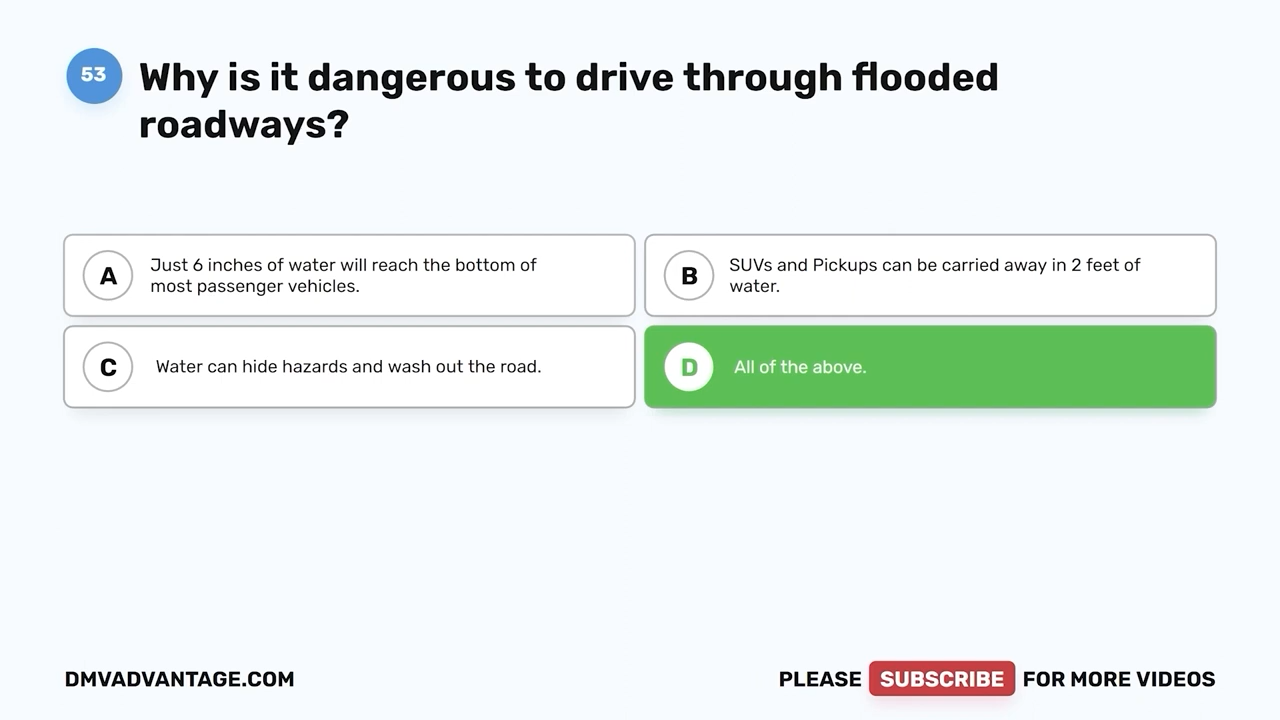 53
Why is it dangerous to drive through flooded
roadways?
A
Just 6 inches of water will reach the bottom of
most passenger vehicles.
B
SUVs and Pickups can be carried away in 2 feet of
water.
C
Water can hide hazards and wash out the road.
D
All of the above.
DMVADVANTAGE.COM
PLEASE SUBSCRIBE FOR MORE VIDEOS